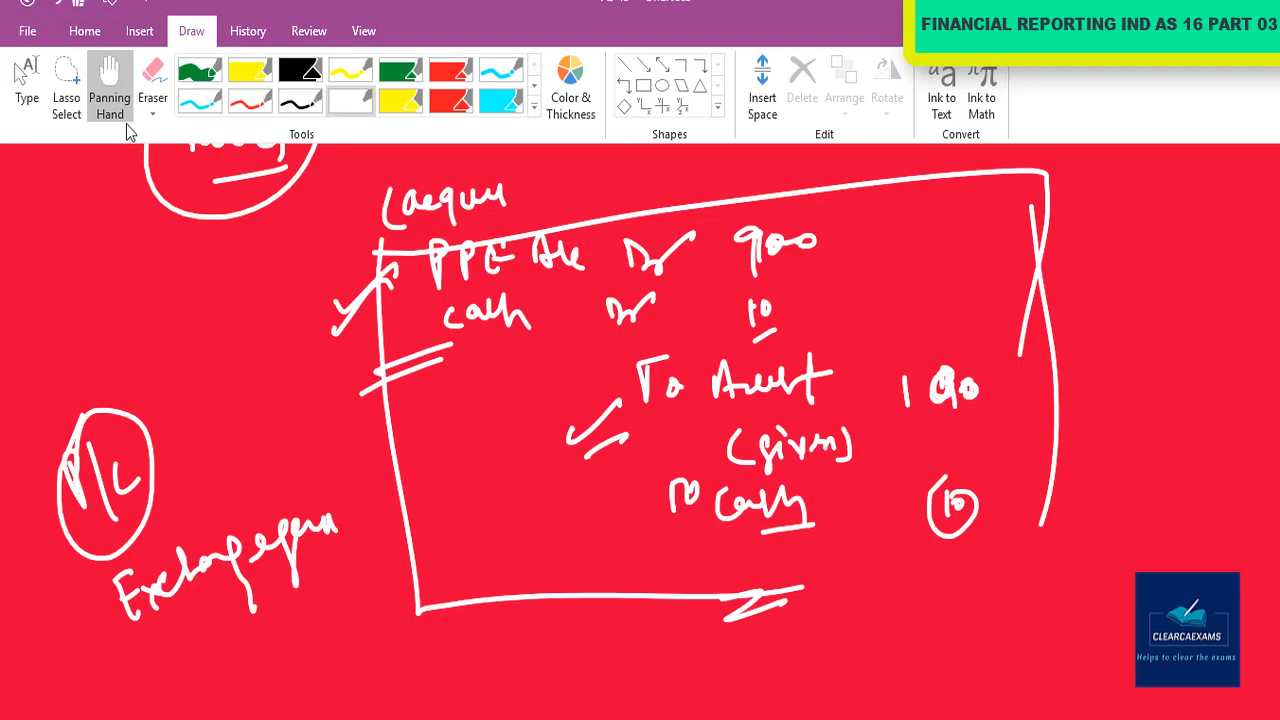 File Home Insert Draw History Review View
FINANCIAL REPORTING IND AS 16 PART 03
Type
Lasso Select
Panning Hand
Eraser
Color & Thickness
Insert Space
Delete
Arrange
Rotate
Ink to Text
Ink to Math
Tools Shapes Edit Convert
PPE A/c Dr 900
Cash Dr 10
To Asset
(given)
To Cash 10
P/L
CLEARCAEXAMS
Helps to clear the exams